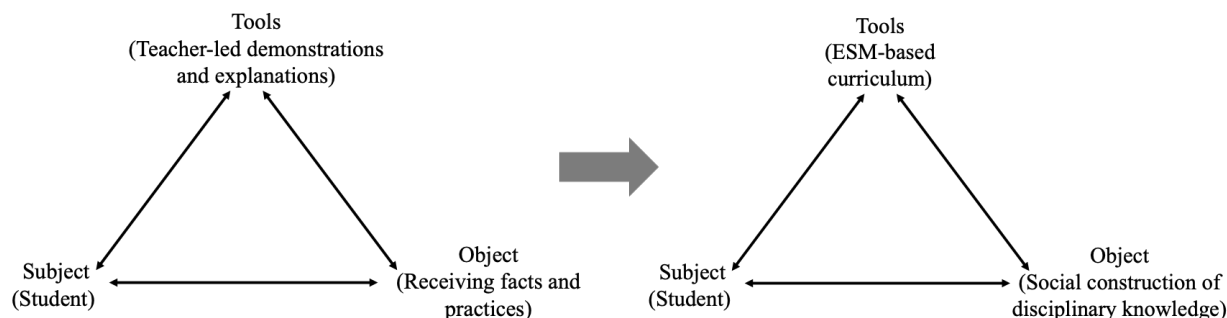 Tools
(Teacher-led demonstrations
and explanations)
Subject
(Student)
Object
(Receiving facts and
practices)
Tools
(ESM-based
curriculum)
Subject
(Student)
Object
(Social construction of
disciplinary knowledge)